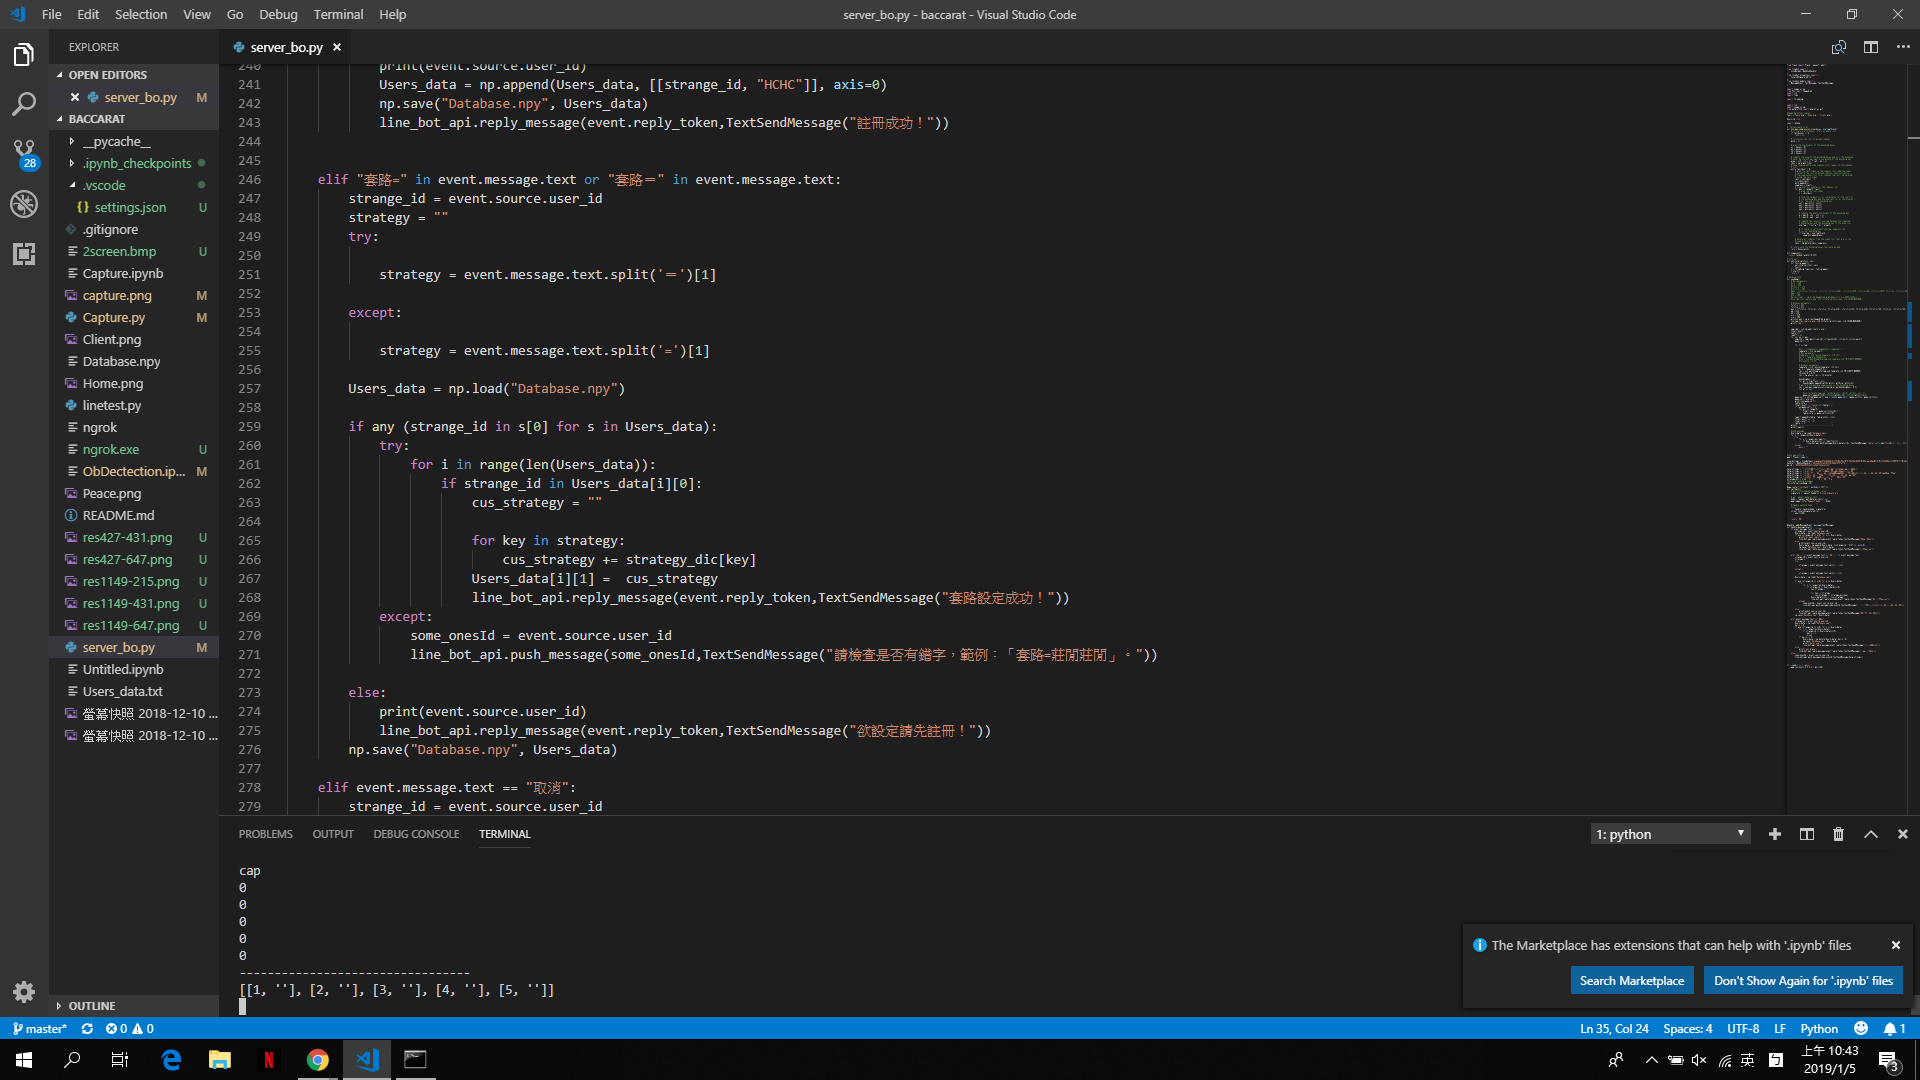 File Edit Selection View Go Debug Terminal Help
server_bo.py - baccarat - Visual Studio Code
EXPLORER
OPEN EDITORS
server_bo.py M
BACCARAT
__pycache__
.ipynb_checkpoints
.vscode
settings.json U
.gitignore
2screen.bmp U
Capture.ipynb
capture.png M
Capture.py M
Client.png
Database.npy
Home.png
linetest.py
ngrok
ngrok.exe U
ObDectection.ip... M
Peace.png
README.md
res427-431.png U
res427-647.png U
res1149-215.png U
res1149-431.png U
res1149-647.png U
server_bo.py M
Untitled.ipynb
Users_data.txt
螢幕快照 2018-12-10 ...
螢幕快照 2018-12-10 ...
OUTLINE
28
server_bo.py
240 print(event.source.user_id)
241 Users_data = np.append(Users_data, [[strange_id, "HCHC"]], axis=0)
242 np.save("Database.npy", Users_data)
243 line_bot_api.reply_message(event.reply_token,TextSendMessage("註冊成功！"))
244
245
246 elif "套路=" in event.message.text or "套路＝" in event.message.text:
247 strange_id = event.source.user_id
248 strategy = ""
249 try:
250
251 strategy = event.message.text.split('＝')[1]
252
253 except:
254
255 strategy = event.message.text.split('=')[1]
256
257 Users_data = np.load("Database.npy")
258
259 if any (strange_id in s[0] for s in Users_data):
260 try:
261 for i in range(len(Users_data)):
262 if strange_id in Users_data[i][0]:
263 cus_strategy = ""
264
265 for key in strategy:
266 cus_strategy += strategy_dic[key]
267 Users_data[i][1] =  cus_strategy
268 line_bot_api.reply_message(event.reply_token,TextSendMessage("套路設定成功！"))
269 except:
270 some_onesId = event.source.user_id
271 line_bot_api.push_message(some_onesId,TextSendMessage("請檢查是否有錯字，範例：「套路=莊閒莊閒」。"))
272
273 else:
274 print(event.source.user_id)
275 line_bot_api.reply_message(event.reply_token,TextSendMessage("欲設定請先註冊！"))
276 np.save("Database.npy", Users_data)
277
278 elif event.message.text == "取消":
279 strange_id = event.source.user_id
PROBLEMS OUTPUT DEBUG CONSOLE TERMINAL
1: python
cap
0
0
0
0
0
---------------------------------
[[1, ''], [2, ''], [3, ''], [4, ''], [5, '']]
The Marketplace has extensions that can help with '.ipynb' files
Search Marketplace
Don't Show Again for '.ipynb' files
master* 0 0
Ln 35, Col 24 Spaces: 4 UTF-8 LF Python 1
英
上午 10:43
2019/1/5
3